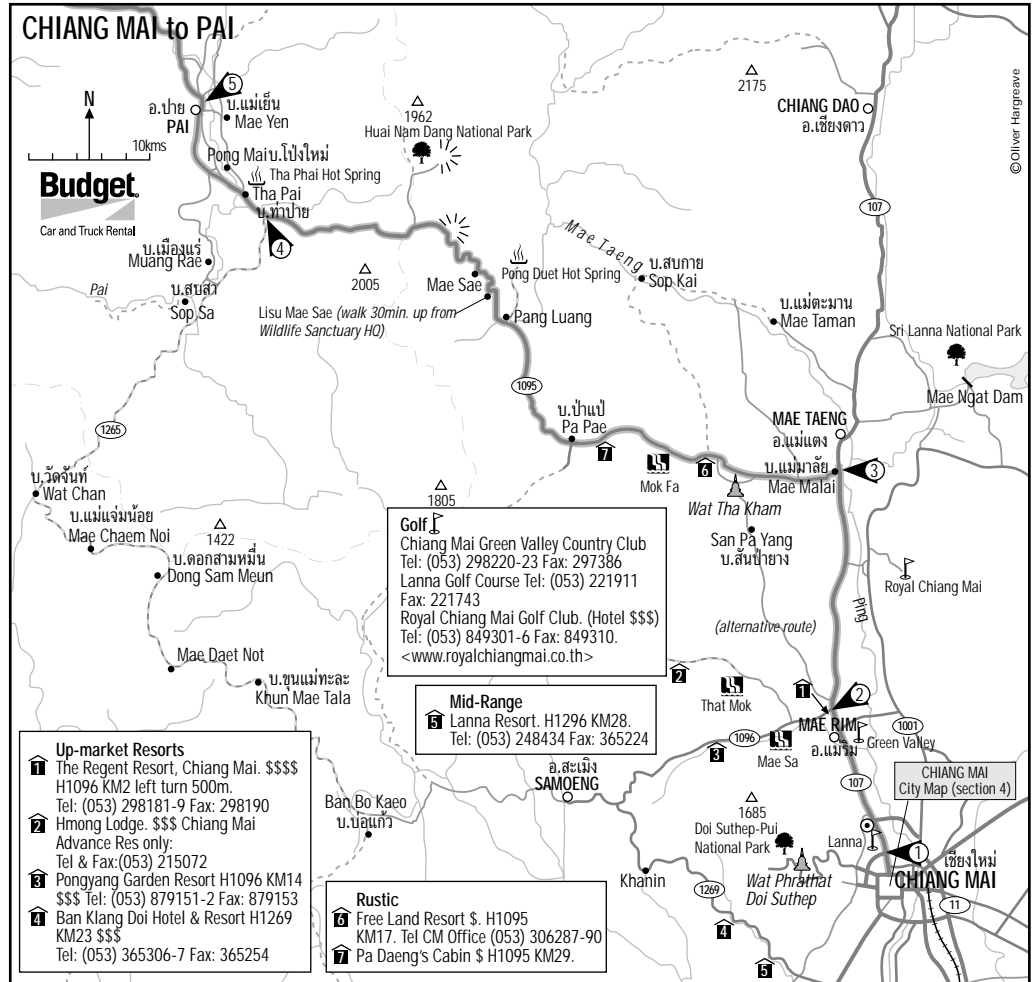 CHIANG MAI to PAI
©Oliver Hargreave
N
10kms
Budget®
Car and Truck Rental
5
อ.ปาย
PAI
บ.แม่เย็น
Mae Yen
Pong Mai บ.โป่งใหม่
Tha Phai Hot Spring
Tha Pai
บ.ท่าปาย
4
1962
Huai Nam Dang National Park
2175
CHIANG DAO
อ.เชียงดาว
107
บ.เมืองแร่
Muang Rae
Pai
บ.สบสา
Sop Sa
2005
Mae Sae
Lisu Mae Sae (walk 30min. up from
Wildlife Sanctuary HQ)
Pong Duet Hot Spring
Pang Luang
Mae Taeng
บ.สบกาย
Sop Kai
บ.แม่ตะมาน
Mae Taman
Sri Lanna National Park
Mae Ngat Dam
1095
1265
บ.ป่าแป๋
Pa Pae
7
Mok Fa
6
Wat Tha Kham
MAE TAENG
อ.แม่แตง
บ.แม่มาลัย
Mae Malai
3
San Pa Yang
บ.สันป่ายาง
บ.วัดจันท์
Wat Chan
บ.แม่แจ่มน้อย
Mae Chaem Noi
1422
บ.ดอกสามหมื่น
Dong Sam Meun
1805
Mae Daet Not
บ.ขุนแม่ทะละ
Khun Mae Tala
Golf
Chiang Mai Green Valley Country Club
Tel: (053) 298220-23 Fax: 297386
Lanna Golf Course Tel: (053) 221911
Fax: 221743
Royal Chiang Mai Golf Club. (Hotel $$$)
Tel: (053) 849301-6 Fax: 849310.
<www.royalchiangmai.co.th>
Royal Chiang Mai
Ping
(alternative route)
2
That Mok
1
2
MAE RIM
อ.แม่ริม
Green Valley
1001
3
1096
Mae Sa
107
Mid-Range
5 Lanna Resort. H1296 KM28.
Tel: (053) 248434 Fax: 365224
อ.สะเมิง
SAMOENG
Ban Bo Kaeo
บ.บ่อแก้ว
Khanin
1685
Doi Suthep-Pui
National Park
Wat Phrathat
Doi Suthep
Lanna
CHIANG MAI
City Map (section 4)
1
เชียงใหม่
CHIANG MAI
11
1269
4
5
Up-market Resorts
1 The Regent Resort, Chiang Mai. $$$$
H1096 KM2 left turn 500m.
Tel: (053) 298181-9 Fax: 298190
2 Hmong Lodge. $$$ Chiang Mai
Advance Res only:
Tel & Fax:(053) 215072
3 Pongyang Garden Resort H1096 KM14
$$$ Tel: (053) 879151-2 Fax: 879153
4 Ban Klang Doi Hotel & Resort H1269
KM23 $$$
Tel: (053) 365306-7 Fax: 365254
Rustic
6 Free Land Resort $. H1095
KM17. Tel CM Office (053) 306287-90
7 Pa Daeng's Cabin $ H1095 KM29.